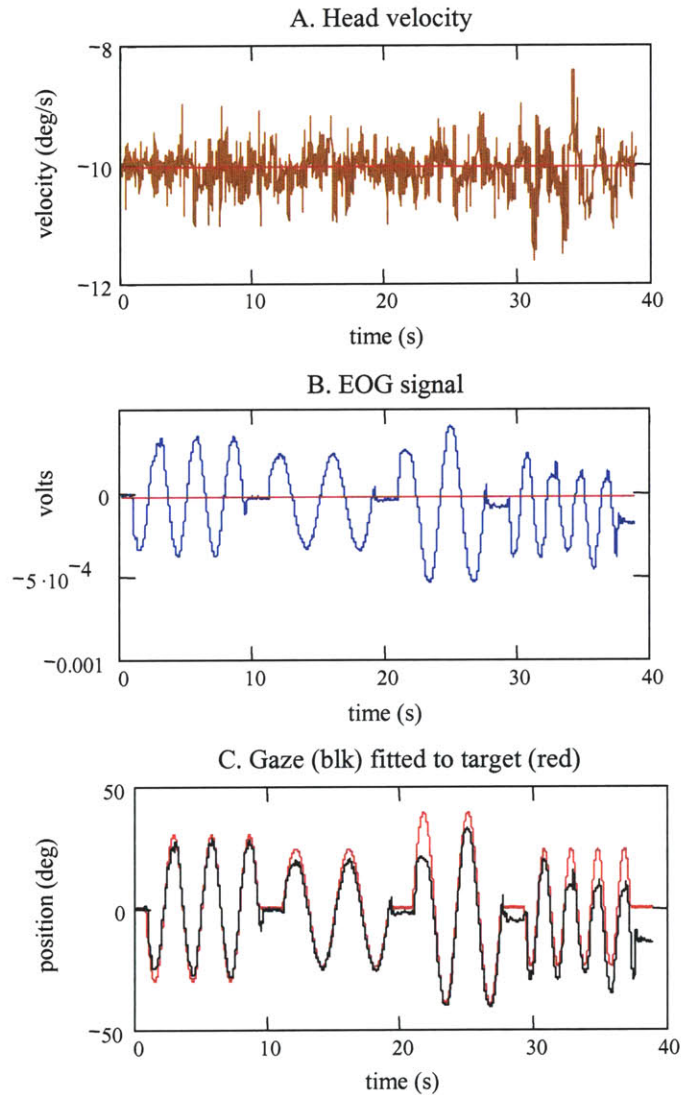 A. Head velocity
−8
−10
−12
velocity (deg/s)
0 10 20 30 40
time (s)
B. EOG signal
0
−5 ·10⁻⁴
−0.001
volts
0 10 20 30 40
time (s)
C. Gaze (blk) fitted to target (red)
50
0
−50
position (deg)
0 10 20 30 40
time (s)